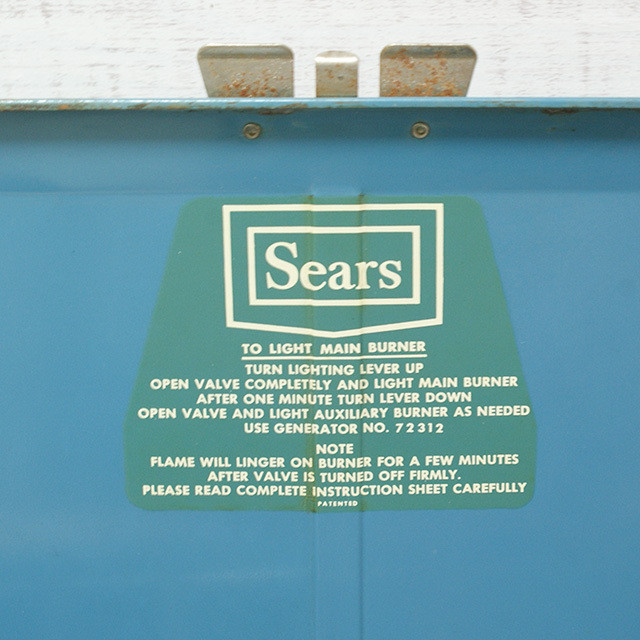 Sears
TO LIGHT MAIN BURNER
TURN LIGHTING LEVER UP
OPEN VALVE COMPLETELY AND LIGHT MAIN BURNER
AFTER ONE MINUTE TURN LEVER DOWN
OPEN VALVE AND LIGHT AUXILIARY BURNER AS NEEDED
USE GENERATOR NO. 72312
NOTE
FLAME WILL LINGER ON BURNER FOR A FEW MINUTES
AFTER VALVE IS TURNED OFF FIRMLY.
PLEASE READ COMPLETE INSTRUCTION SHEET CAREFULLY
PATENTED